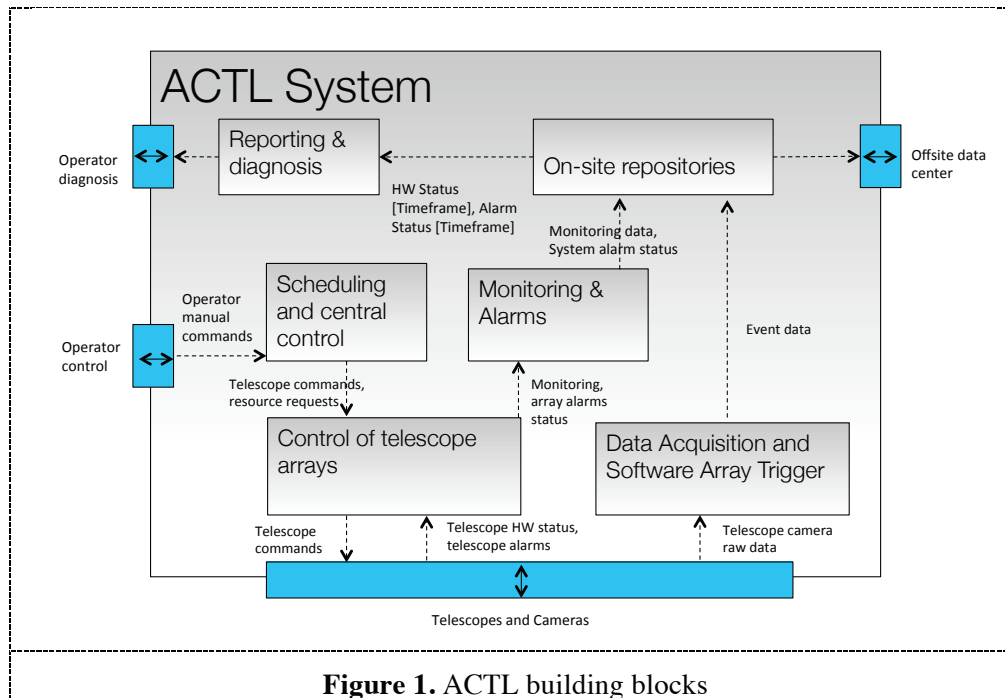 ACTL System
Reporting &
diagnosis
On-site repositories
Operator
diagnosis
Offsite data
center
HW Status
[Timeframe], Alarm
Status [Timeframe]
Monitoring data,
System alarm status
Scheduling
and central
control
Monitoring &
Alarms
Operator
manual
commands
Event data
Operator
control
Telescope commands,
resource requests
Monitoring,
array alarms
status
Control of telescope
arrays
Data Acquisition and
Software Array Trigger
Telescope
commands
Telescope HW status,
telescope alarms
Telescope camera
raw data
Telescopes and Cameras
Figure 1. ACTL building blocks